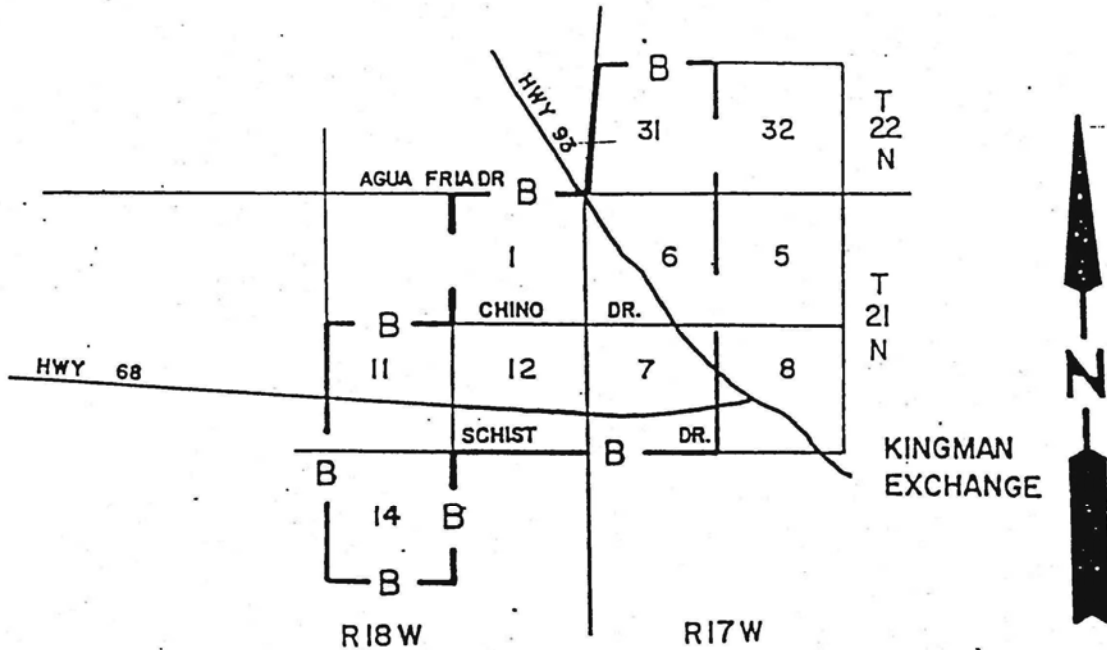 B
HWY 93
31
32
T
22
N
AGUA FRIA DR
B
1
6
5
T
21
N
B
CHINO
DR.
HWY 68
11
12
7
8
SCHIST
B
DR.
B
KINGMAN
EXCHANGE
14
B
B
R18W
R17W
N